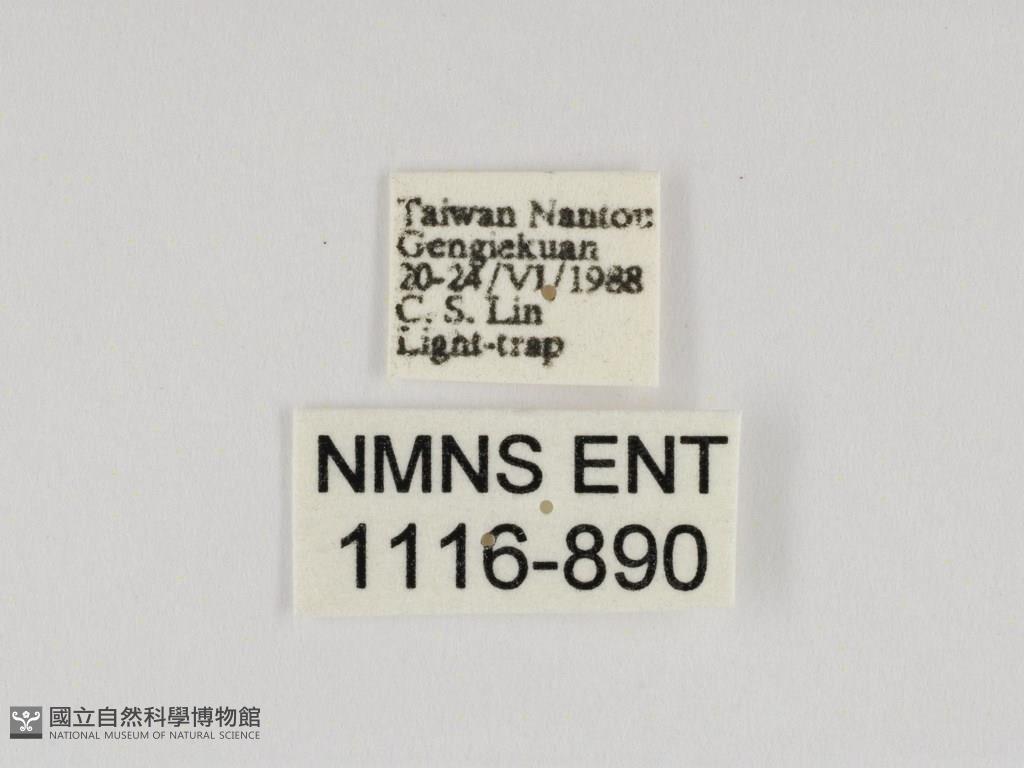 Taiwan Nantou
Gengiekuan
20-24/VI/1988
C. S. Lin
Light-trap
NMNS ENT
1116-890
國立自然科學博物館
NATIONAL MUSEUM OF NATURAL SCIENCE